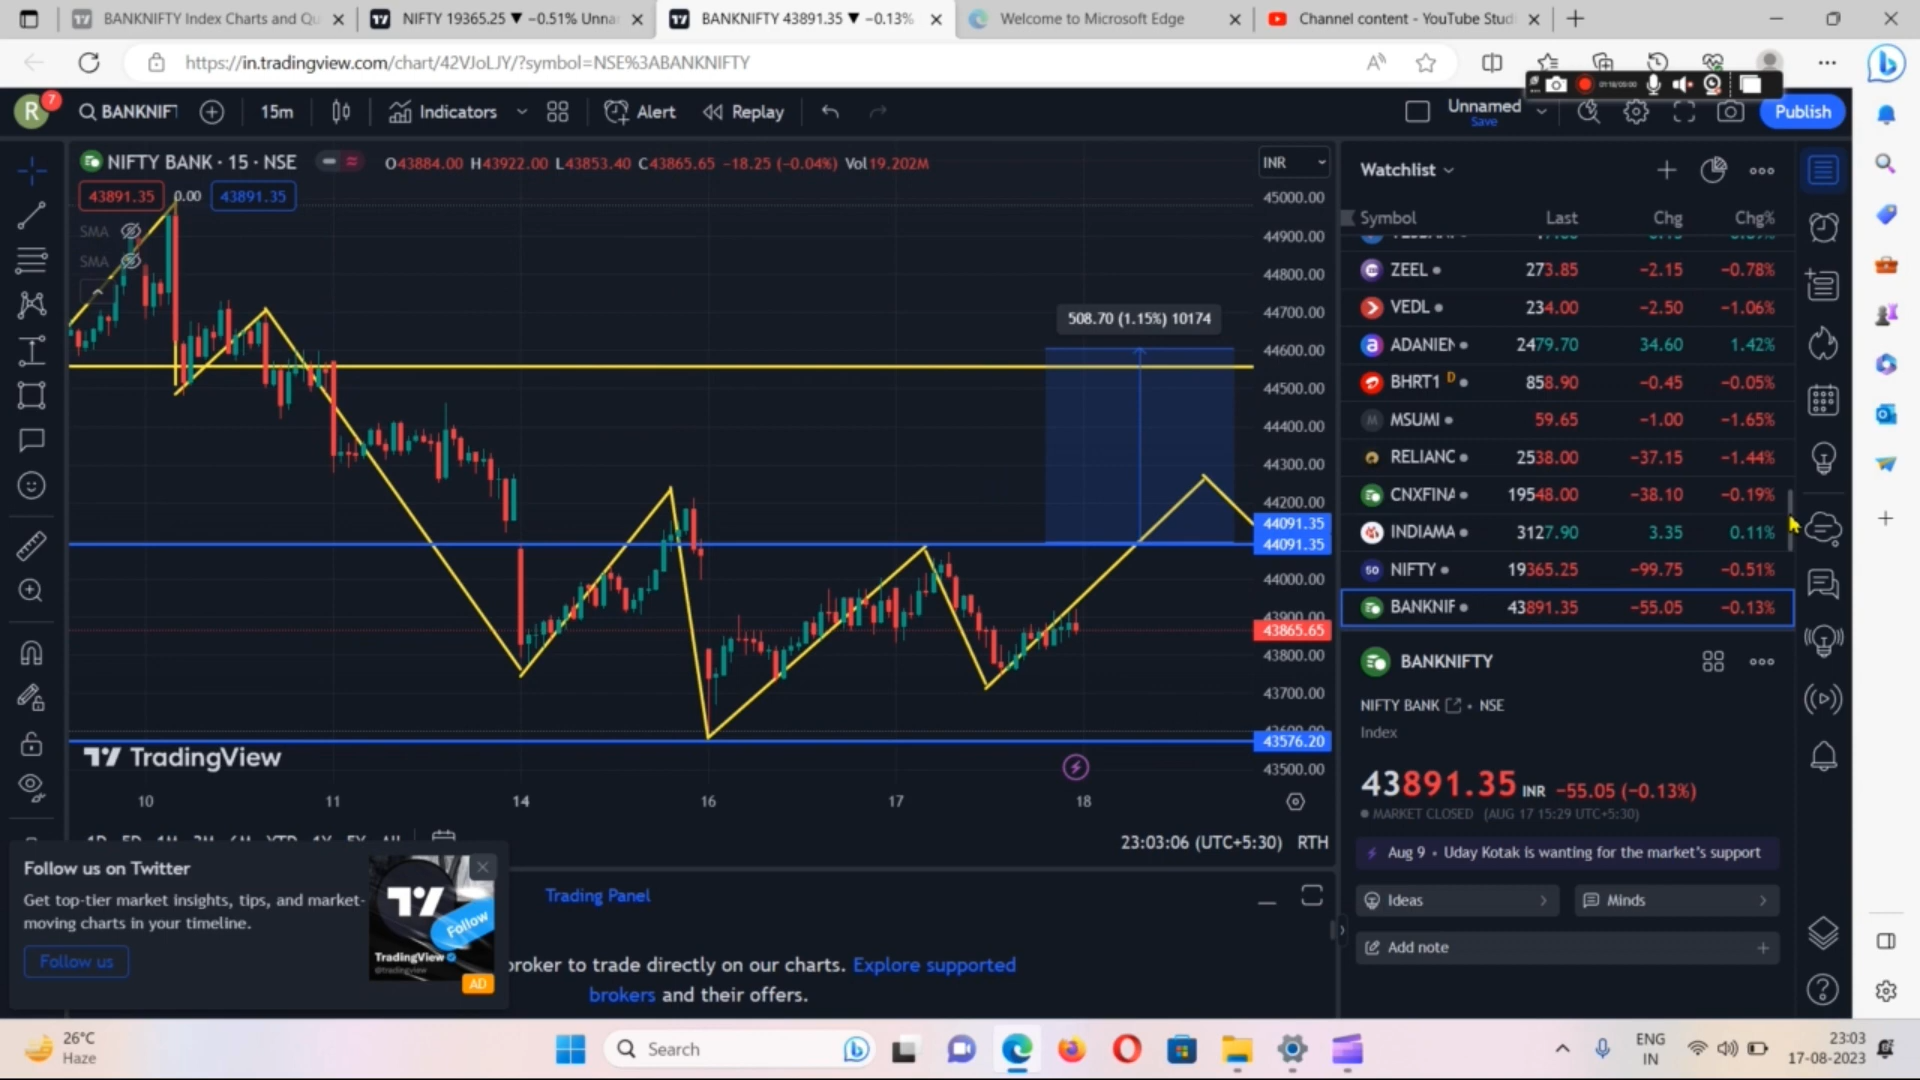 BANKNIFTY Index Charts and Qu
NIFTY 19365.25 ▼ −0.51% Unna
BANKNIFTY 43891.35 ▼ −0.13%
Welcome to Microsoft Edge
Channel content - YouTube Stud
https://in.tradingview.com/chart/42VJoLJY/?symbol=NSE%3ABANKNIFTY
R 7
BANKNIFT
15m
Indicators
Alert
Replay
Unnamed
Save
Publish
NIFTY BANK · 15 · NSE
O43884.00 H43922.00 L43853.40 C43865.65 −18.25 (−0.04%) Vol19.202M
INR
43891.35 0.00 43891.35
SMA
SMA
508.70 (1.15%) 10174
45000.00
44900.00
44800.00
44700.00
44600.00
44500.00
44400.00
44300.00
44200.00
44091.35
44091.35
44000.00
43900.00
43865.65
43800.00
43700.00
43576.20
43500.00
TradingView
10 11 14 16 17 18
23:03:06 (UTC+5:30) RTH
Watchlist
Symbol Last Chg Chg%
ZEEL 273.85 −2.15 −0.78%
VEDL 234.00 −2.50 −1.06%
ADANIEN 2479.70 34.60 1.42%
BHRT1 D 858.90 −0.45 −0.05%
MSUMI 59.65 −1.00 −1.65%
RELIANC 2538.00 −37.15 −1.44%
CNXFINA 19548.00 −38.10 −0.19%
INDIAMA 3127.90 3.35 0.11%
50 NIFTY 19365.25 −99.75 −0.51%
BANKNIF 43891.35 −55.05 −0.13%
BANKNIFTY
NIFTY BANK • NSE
Index
43891.35 INR −55.05 (−0.13%)
MARKET CLOSED (AUG 17 15:29 UTC+5:30)
Aug 9 • Uday Kotak is wanting for the market's support
Ideas
Minds
Add note
Follow us on Twitter
Get top-tier market insights, tips, and market-
moving charts in your timeline.
Follow us
Follow
TradingView
@tradingview
AD
Trading Panel
broker to trade directly on our charts. Explore supported
brokers and their offers.
26°C
Haze
Search
ENG
IN
23:03
17-08-2023